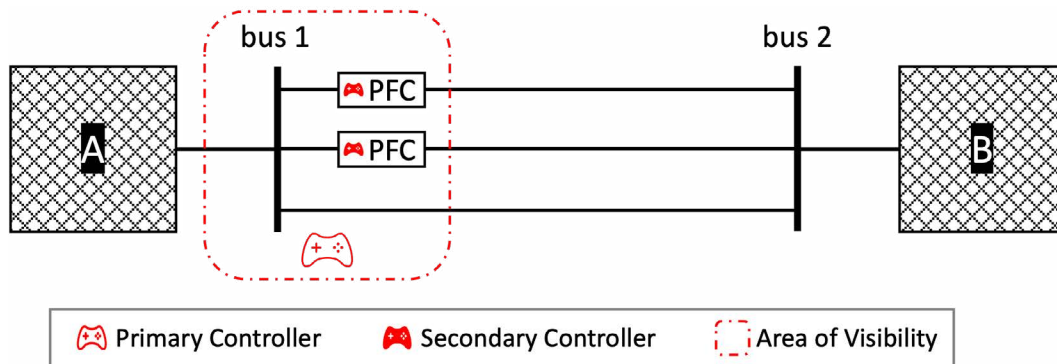 bus 1
bus 2
PFC
A
PFC
B
Primary Controller
Secondary Controller
Area of Visibility